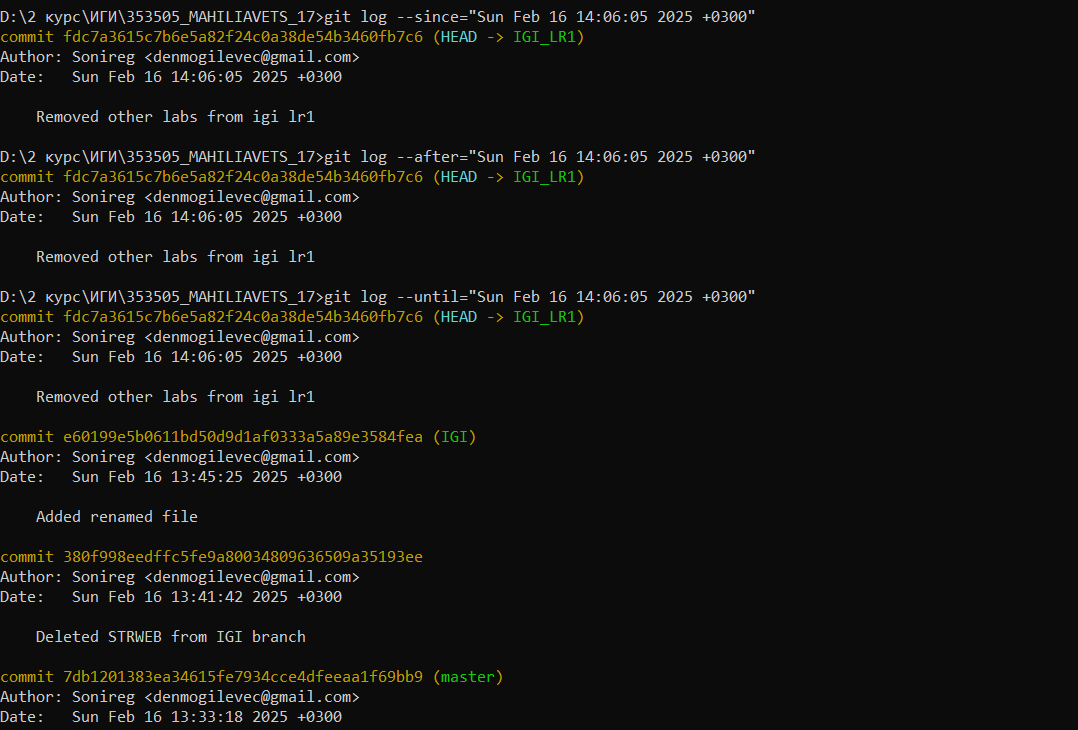 D:\2 курс\ИГИ\353505_MAHILIAVETS_17>git log --since="Sun Feb 16 14:06:05 2025 +0300"
commit fdc7a3615c7b6e5a82f24c0a38de54b3460fb7c6 (HEAD -> IGI_LR1)
Author: Sonireg <denmogilevec@gmail.com>
Date:   Sun Feb 16 14:06:05 2025 +0300
    Removed other labs from igi lr1
D:\2 курс\ИГИ\353505_MAHILIAVETS_17>git log --after="Sun Feb 16 14:06:05 2025 +0300"
commit fdc7a3615c7b6e5a82f24c0a38de54b3460fb7c6 (HEAD -> IGI_LR1)
Author: Sonireg <denmogilevec@gmail.com>
Date:   Sun Feb 16 14:06:05 2025 +0300
    Removed other labs from igi lr1
D:\2 курс\ИГИ\353505_MAHILIAVETS_17>git log --until="Sun Feb 16 14:06:05 2025 +0300"
commit fdc7a3615c7b6e5a82f24c0a38de54b3460fb7c6 (HEAD -> IGI_LR1)
Author: Sonireg <denmogilevec@gmail.com>
Date:   Sun Feb 16 14:06:05 2025 +0300
    Removed other labs from igi lr1
commit e60199e5b0611bd50d9d1af0333a5a89e3584fea (IGI)
Author: Sonireg <denmogilevec@gmail.com>
Date:   Sun Feb 16 13:45:25 2025 +0300
    Added renamed file
commit 380f998eedffc5fe9a80034809636509a35193ee
Author: Sonireg <denmogilevec@gmail.com>
Date:   Sun Feb 16 13:41:42 2025 +0300
    Deleted STRWEB from IGI branch
commit 7db1201383ea34615fe7934cce4dfeeaa1f69bb9 (master)
Author: Sonireg <denmogilevec@gmail.com>
Date:   Sun Feb 16 13:33:18 2025 +0300